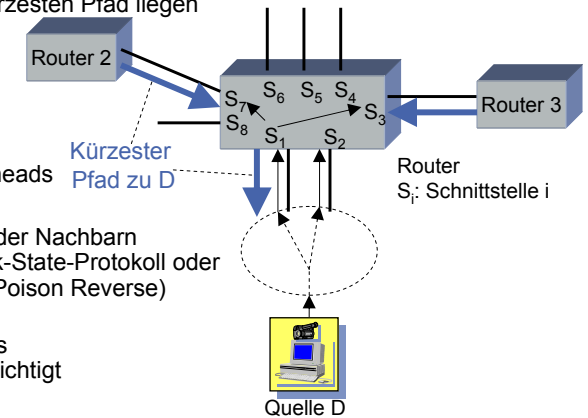 kürzesten Pfad liegen
Router 2
S6 S5 S4
S7 S3
S8
S1 S2
Router 3
Kürzester
Pfad zu D
Router
Si: Schnittstelle i
eads
der Nachbarn
k-State-Protokoll oder
Poison Reverse)
s
ichtigt
Quelle D